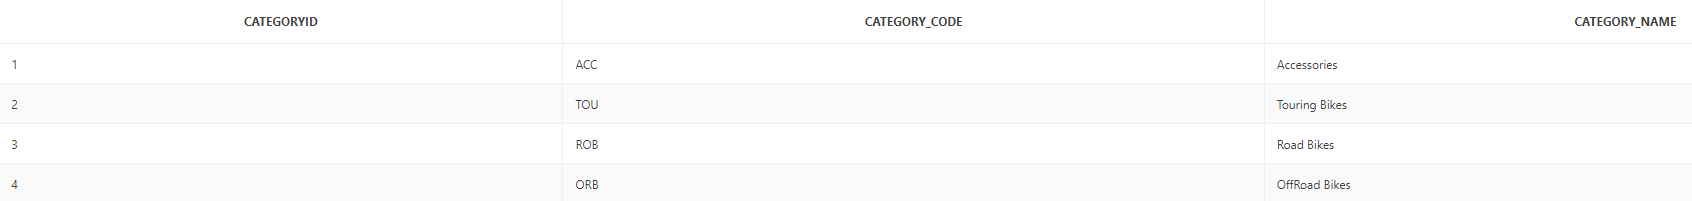 CATEGORYID CATEGORY_CODE CATEGORY_NAME
1 ACC Accessories
2 TOU Touring Bikes
3 ROB Road Bikes
4 ORB OffRoad Bikes